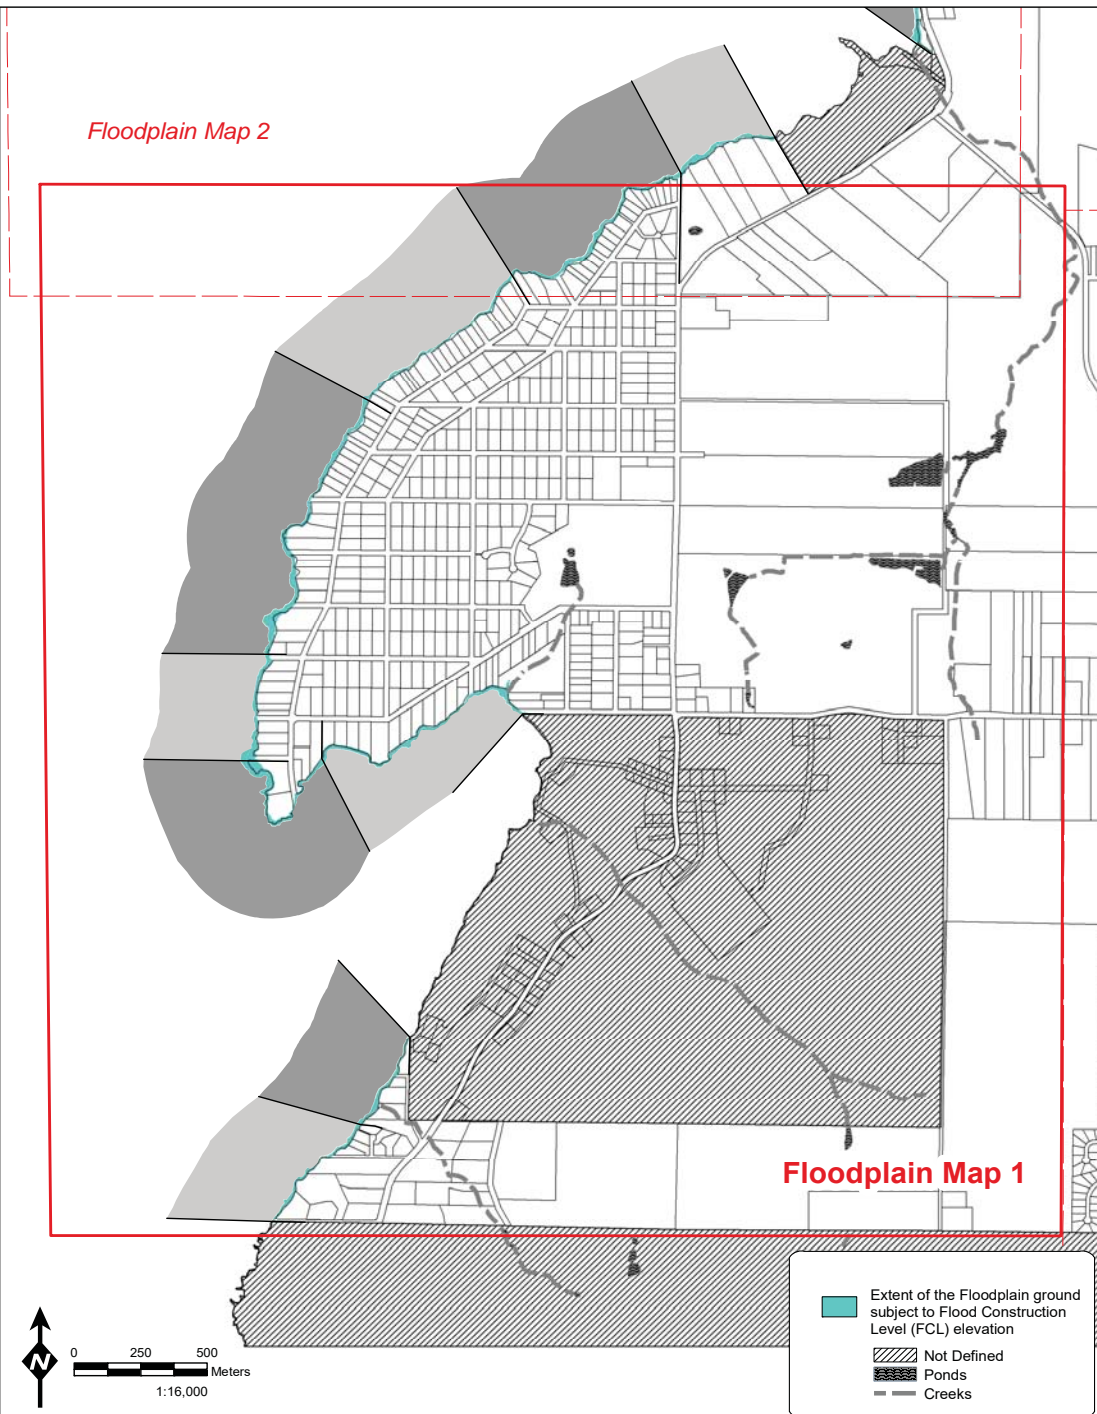 Floodplain Map 2
Floodplain Map 1
Extent of the Floodplain ground
subject to Flood Construction
Level (FCL) elevation
Not Defined
Ponds
Creeks
N
0 250 500
Meters
1:16,000